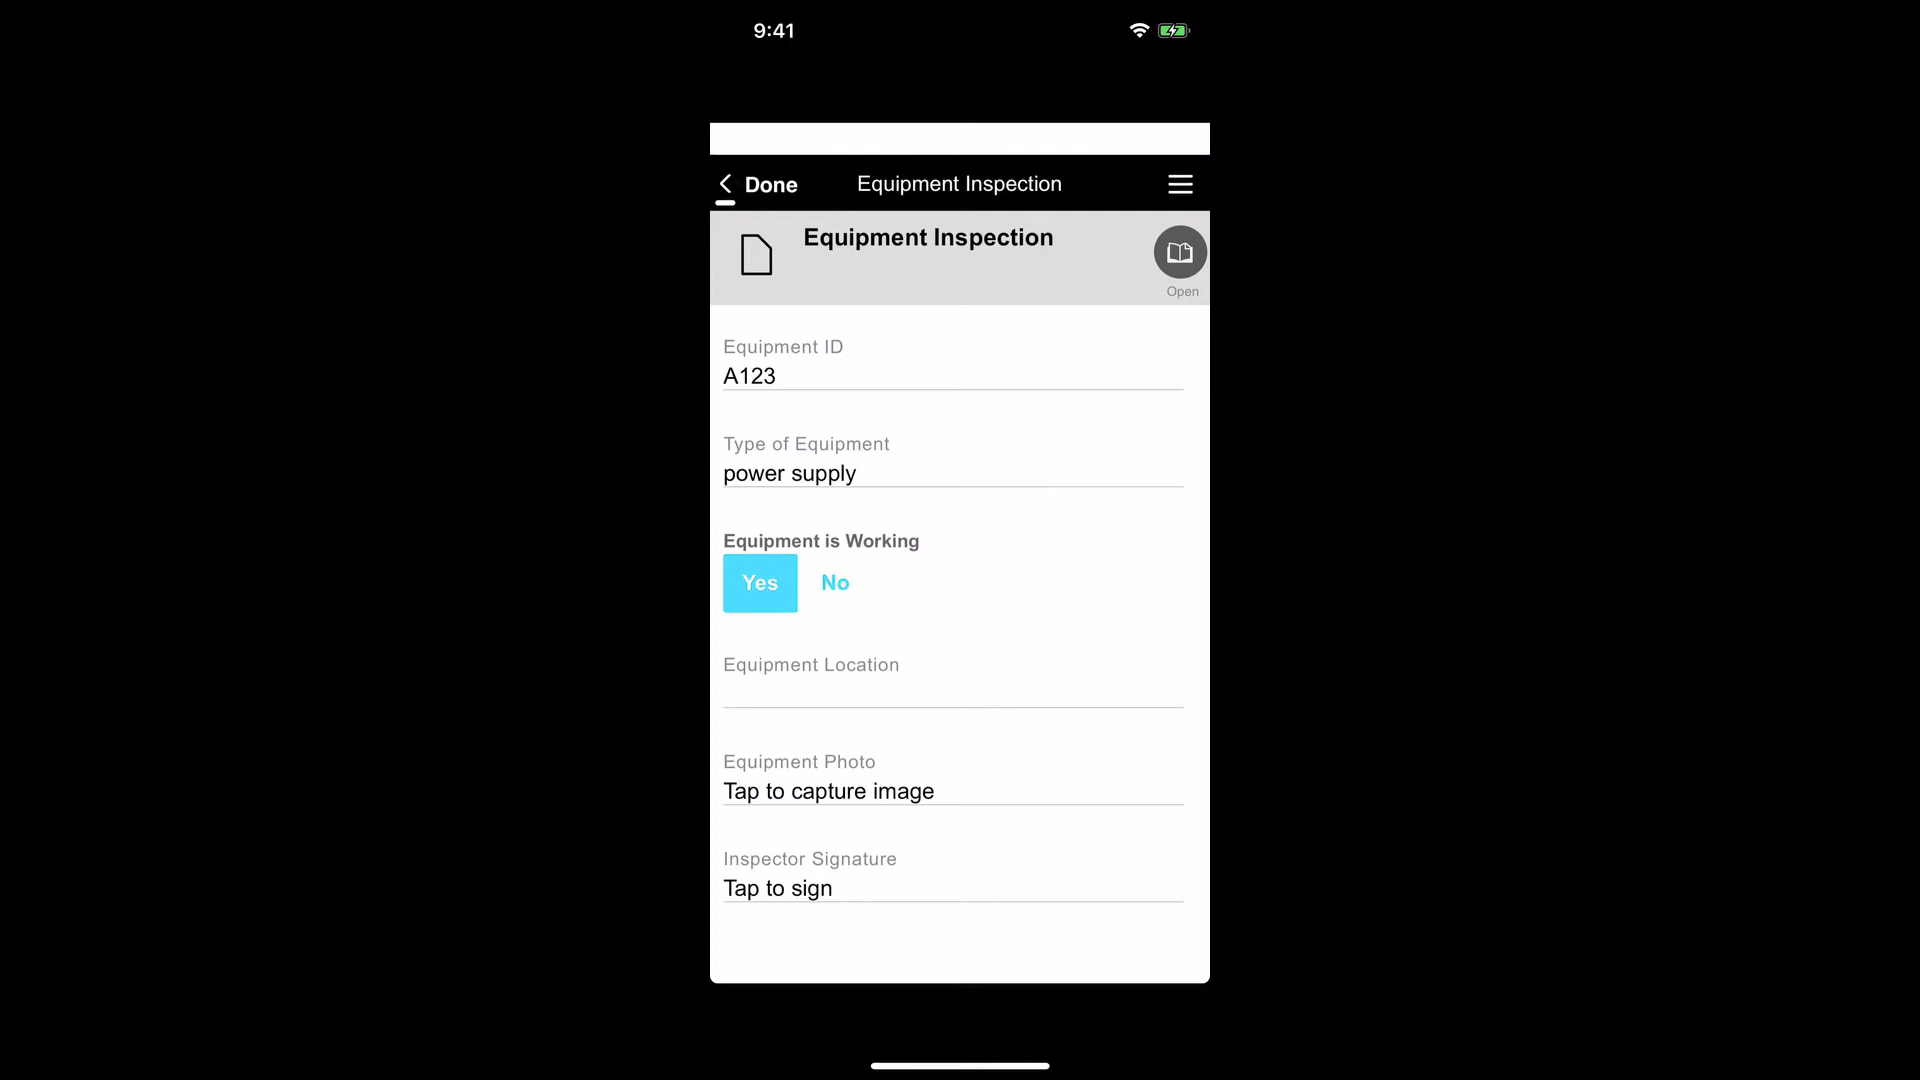 9:41
Done
Equipment Inspection
Equipment Inspection
Open
Equipment ID
A123
Type of Equipment
power supply
Equipment is Working
Yes No
Equipment Location
Equipment Photo
Tap to capture image
Inspector Signature
Tap to sign